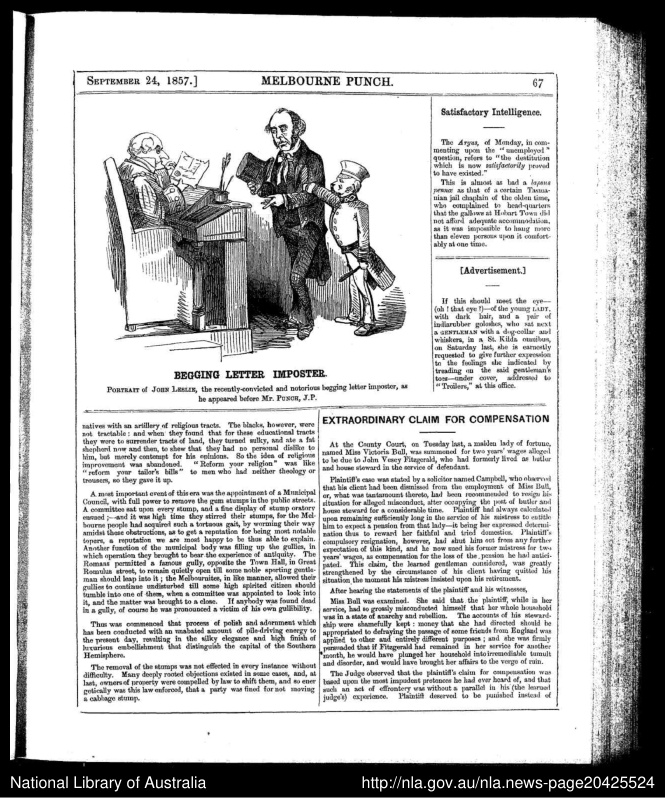 SEPTEMBER 24, 1857.]
MELBOURNE PUNCH.
67
BEGGING LETTER IMPOSTER.
PORTRAIT OF JOHN LESLIE, the recently-convicted and notorious begging letter imposter, as
he appeared before Mr. PUNCH, J.P.
Satisfactory Intelligence.
The Argus, of Monday, in com-
menting upon the "unemployed"
question, refers to "the destitution
which is now satisfactorily proved
to have existed."
This is almost as bad a lapsus
pennæ as that of a certain Tasma-
nian jail chaplain of the olden time,
who complained to head-quarters
that the gallows at Hobart Town did
not afford adequate accommodation,
as it was impossible to hang more
than eleven persons upon it comfort-
ably at one time.
[Advertisement.]
If this should meet the eye—
(oh! that eye!)—of the young LADY,
with dark hair, and a pair of
indiarubber goloshes, who sat next
a GENTLEMAN with a dog-collar and
whiskers, in a St. Kilda omnibus,
on Saturday last, she is earnestly
requested to give further expression
to the feelings she indicated by
treading on the said gentleman's
toes—under cover, addressed to
"Troilers," at this office.
natives with an artillery of religious tracts. The blacks, however, were
not tractable: and when they found that for these educational tracts
they were to surrender tracts of land, they turned sulky, and ate a fat
shepherd now and then, to shew that they had no personal dislike to
him, but merely contempt for his opinions. So the idea of religious
improvement was abandoned. "Reform your religion" was like
"reform your tailor's bills" to men who had neither theology or
trousers, so they gave it up.
A most important event of this era was the appointment of a Municipal
Council, with full power to remove the gum stumps in the public streets.
A committee sat upon every stump, and a fine display of stump oratory
ensued;—and it was high time they stirred their stumps, for the Mel-
bourne people had acquired such a tortuous gait, by worming their way
amidst these obstructions, as to get a reputation for being most notable
topers, a reputation we are most happy to be thus able to explain.
Another function of the municipal body was filling up the gullies, in
which operation they brought to bear the experience of antiquity. The
Romans permitted a famous gully, opposite the Town Hall, in Great
Romulus street, to remain quietly open till some noble sporting gentle-
man should leap into it; the Melbournites, in like manner, allowed their
gullies to continue undisturbed till some high spirited citizen should
tumble into one of them, when a committee was appointed to look into
it, and the matter was brought to a close. If anybody was found dead
in a gully, of course he was pronounced a victim of his own gullibility.
Thus was commenced that process of polish and adornment which
has been conducted with an unabated amount of pile-driving energy to
the present day, resulting in the silky elegance and high finish of
luxurious embellishment that distinguish the capital of the Southern
Hemisphere.
The removal of the stumps was not effected in every instance without
difficulty. Many deeply rooted objections existed in some cases, and, at
last, owners of property were compelled by law to shift them, and so ener
getically was this law enforced, that a party was fined for not moving
a cabbage stump.
EXTRAORDINARY CLAIM FOR COMPENSATION
At the County Court, on Tuesday last, a maiden lady of fortune,
named Miss Victoria Bull, was summoned for two years' wages alleged
to be due to John Vesey Fitzgerald, who had formerly lived as butler
and house steward in the service of defendant.
Plaintiff's case was stated by a solicitor named Campbell, who observed
that his client had been dismissed from the employment of Miss Bull,
or, what was tantamount thereto, had been recommended to resign his
situation for alleged misconduct, after occupying the post of butler and
house steward for a considerable time. Plaintiff had always calculated
upon remaining sufficiently long in the service of his mistress to entitle
him to expect a pension from that lady—it being her expressed determi-
nation thus to reward her faithful and tried domestics. Plaintiff's
compulsory resignation, however, had shut him out from any further
expectation of this kind, and he now sued his former mistress for two
years' wages, as compensation for the loss of the pension he had antici-
pated. This claim, the learned gentleman considered, was greatly
strengthened by the circumstance of his client having quitted his
situation the moment his mistress insisted upon his retirement.
After hearing the statements of the plaintiff and his witnesses,
Miss Bull was examined. She said that the plaintiff, while in her
service, had so grossly misconducted himself that her whole household
was in a state of anarchy and rebellion. The accounts of his steward-
ship were shamefully kept: money that she had directed should be
appropriated to defraying the passage of some friends from England was
applied to other and entirely different purposes; and she was firmly
persuaded that if Fitzgerald had remained in her service for another
month, he would have plunged her household into irremediable tumult
and disorder, and would have brought her affairs to the verge of ruin.
The Judge observed that the plaintiff's claim for compensation was
based upon the most impudent pretences he had ever heard of, and that
such an act of effrontery was without a parallel in his (the learned
judge's) experience. Plaintiff deserved to be punished instead of
National Library of Australia
http://nla.gov.au/nla.news-page20425524